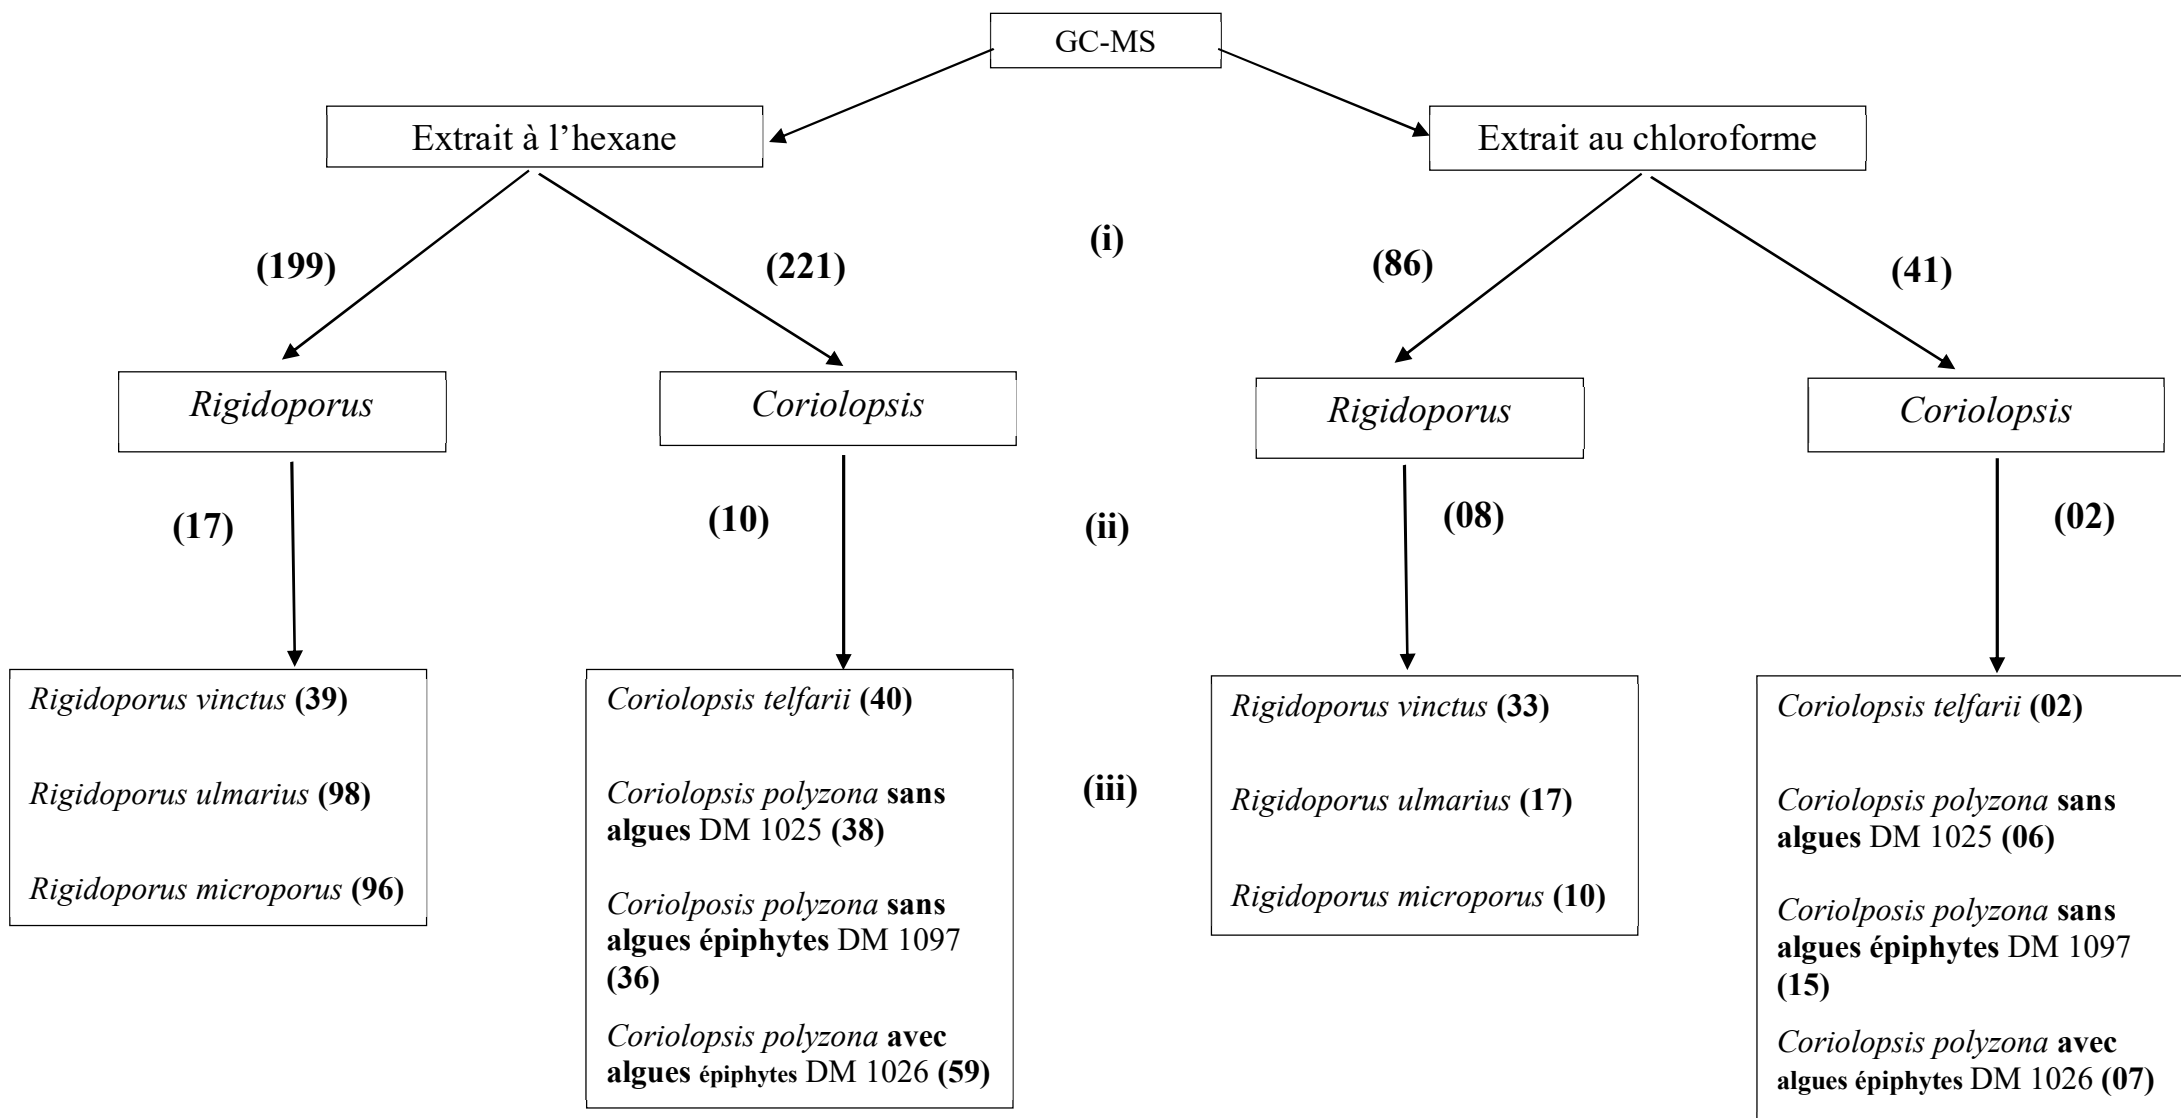 GC-MS
Extrait à l’hexane
Extrait au chloroforme
(i)
(199)
(221)
(86)
(41)
Rigidoporus
Coriolopsis
Rigidoporus
Coriolopsis
(17)
(10)
(ii)
(08)
(02)
Rigidoporus vinctus (39)
Rigidoporus ulmarius (98)
Rigidoporus microporus (96)
Coriolopsis telfarii (40)
Coriolopsis polyzona sans
algues DM 1025 (38)
Coriolposis polyzona sans
algues épiphytes DM 1097
(36)
Coriolopsis polyzona avec
algues épiphytes DM 1026 (59)
(iii)
Rigidoporus vinctus (33)
Rigidoporus ulmarius (17)
Rigidoporus microporus (10)
Coriolopsis telfarii (02)
Coriolopsis polyzona sans
algues DM 1025 (06)
Coriolposis polyzona sans
algues épiphytes DM 1097
(15)
Coriolopsis polyzona avec
algues épiphytes DM 1026 (07)